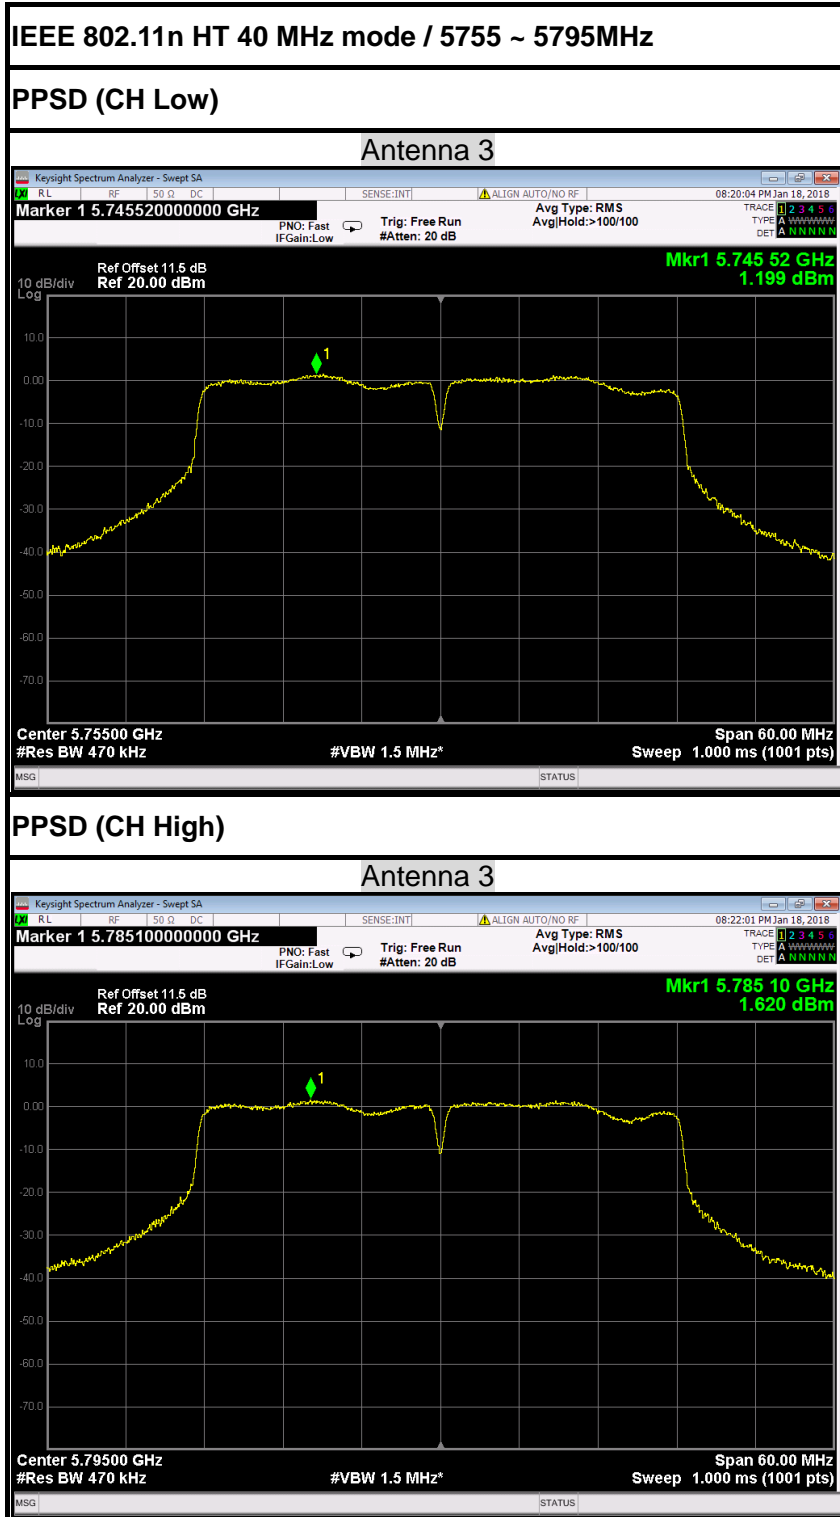 IEEE 802.11n HT 40 MHz mode / 5755 ~ 5795MHz
PPSD (CH Low)
Antenna 3
Keysight Spectrum Analyzer - Swept SA
LXI RL RF 50 Ω DC SENSE:INT ALIGN AUTO/NO RF 08:20:04 PM Jan 18, 2018
Marker 1 5.745520000000 GHz Avg Type: RMS TRACE 1 2 3 4 5 6
PNO: Fast Trig: Free Run Avg|Hold:>100/100 TYPE A WWWWW
IFGain:Low #Atten: 20 dB DET A N N N N N
Mkr1 5.745 52 GHz
Ref Offset 11.5 dB
10 dB/div Ref 20.00 dBm 1.199 dBm
Log
10.0
1
0.00
-10.0
-20.0
-30.0
-40.0
-50.0
-60.0
-70.0
Center 5.75500 GHz Span 60.00 MHz
#Res BW 470 kHz #VBW 1.5 MHz* Sweep 1.000 ms (1001 pts)
MSG STATUS
PPSD (CH High)
Antenna 3
Keysight Spectrum Analyzer - Swept SA
LXI RL RF 50 Ω DC SENSE:INT ALIGN AUTO/NO RF 08:22:01 PM Jan 18, 2018
Marker 1 5.785100000000 GHz Avg Type: RMS TRACE 1 2 3 4 5 6
PNO: Fast Trig: Free Run Avg|Hold:>100/100 TYPE A WWWWW
IFGain:Low #Atten: 20 dB DET A N N N N N
Mkr1 5.785 10 GHz
Ref Offset 11.5 dB
10 dB/div Ref 20.00 dBm 1.620 dBm
Log
10.0
1
0.00
-10.0
-20.0
-30.0
-40.0
-50.0
-60.0
-70.0
Center 5.79500 GHz Span 60.00 MHz
#Res BW 470 kHz #VBW 1.5 MHz* Sweep 1.000 ms (1001 pts)
MSG STATUS